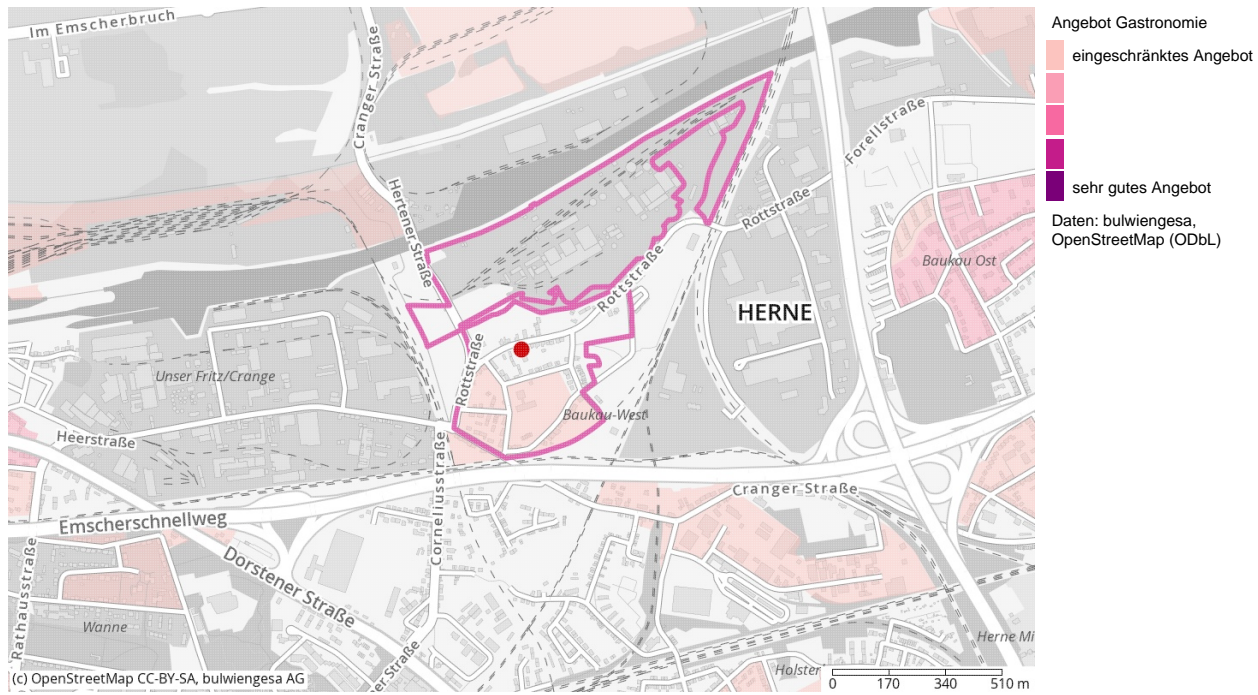 Im Emscherbruch
Cranger Straße
Hertener Straße
Forellstraße
Rottstraße
Baukau Ost
Rottstraße
HERNE
Rottstraße
Unser Fritz/Crange
Baukau-West
Heerstraße
Corneliusstraße
Cranger Straße
Emscherschnellweg
Dorstener Straße
Rathausstraße
Wanne
Herne Mi
Holster
er Straße
(c) OpenStreetMap CC-BY-SA, bulwiengesa AG
0 170 340 510 m
Angebot Gastronomie
eingeschränktes Angebot
sehr gutes Angebot
Daten: bulwiengesa,
OpenStreetMap (ODbL)